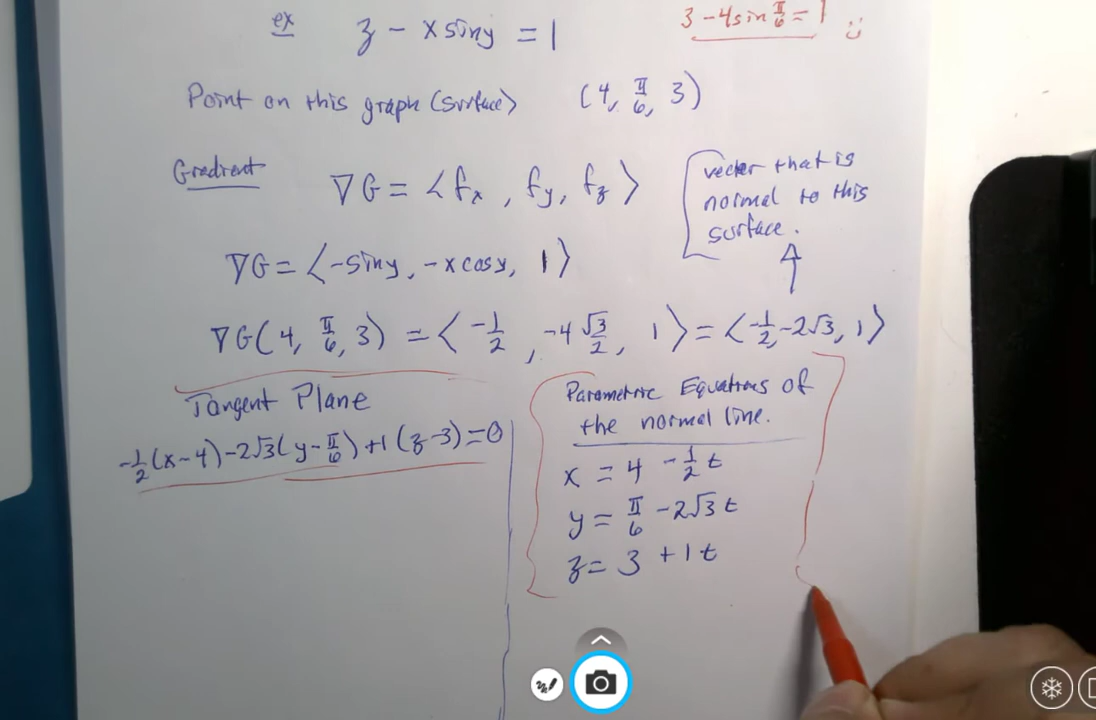 ex z - x sin y = 1
3 - 4 sin π/6 = 1 :)
Point on this graph (surface) (4, π/6, 3)
Gradient ∇G = ⟨fx, fy, fz⟩
vector that is
normal to this
surface.
∇G = ⟨-sin y, -x cos y, 1⟩
∇G(4, π/6, 3) = ⟨-1/2, -4 √3/2, 1⟩ = ⟨-1/2, -2√3, 1⟩
Tangent Plane
-1/2(x-4) -2√3(y-π/6) +1(z-3) = 0
Parametric Equations of
the normal line.
x = 4 - 1/2 t
y = π/6 - 2√3 t
z = 3 + 1 t